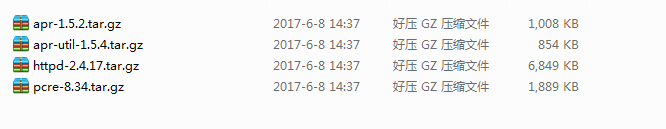 apr-1.5.2.tar.gz 2017-6-8 14:37 好压 GZ 压缩文件 1,008 KB
apr-util-1.5.4.tar.gz 2017-6-8 14:37 好压 GZ 压缩文件 854 KB
httpd-2.4.17.tar.gz 2017-6-8 14:37 好压 GZ 压缩文件 6,849 KB
pcre-8.34.tar.gz 2017-6-8 14:37 好压 GZ 压缩文件 1,889 KB